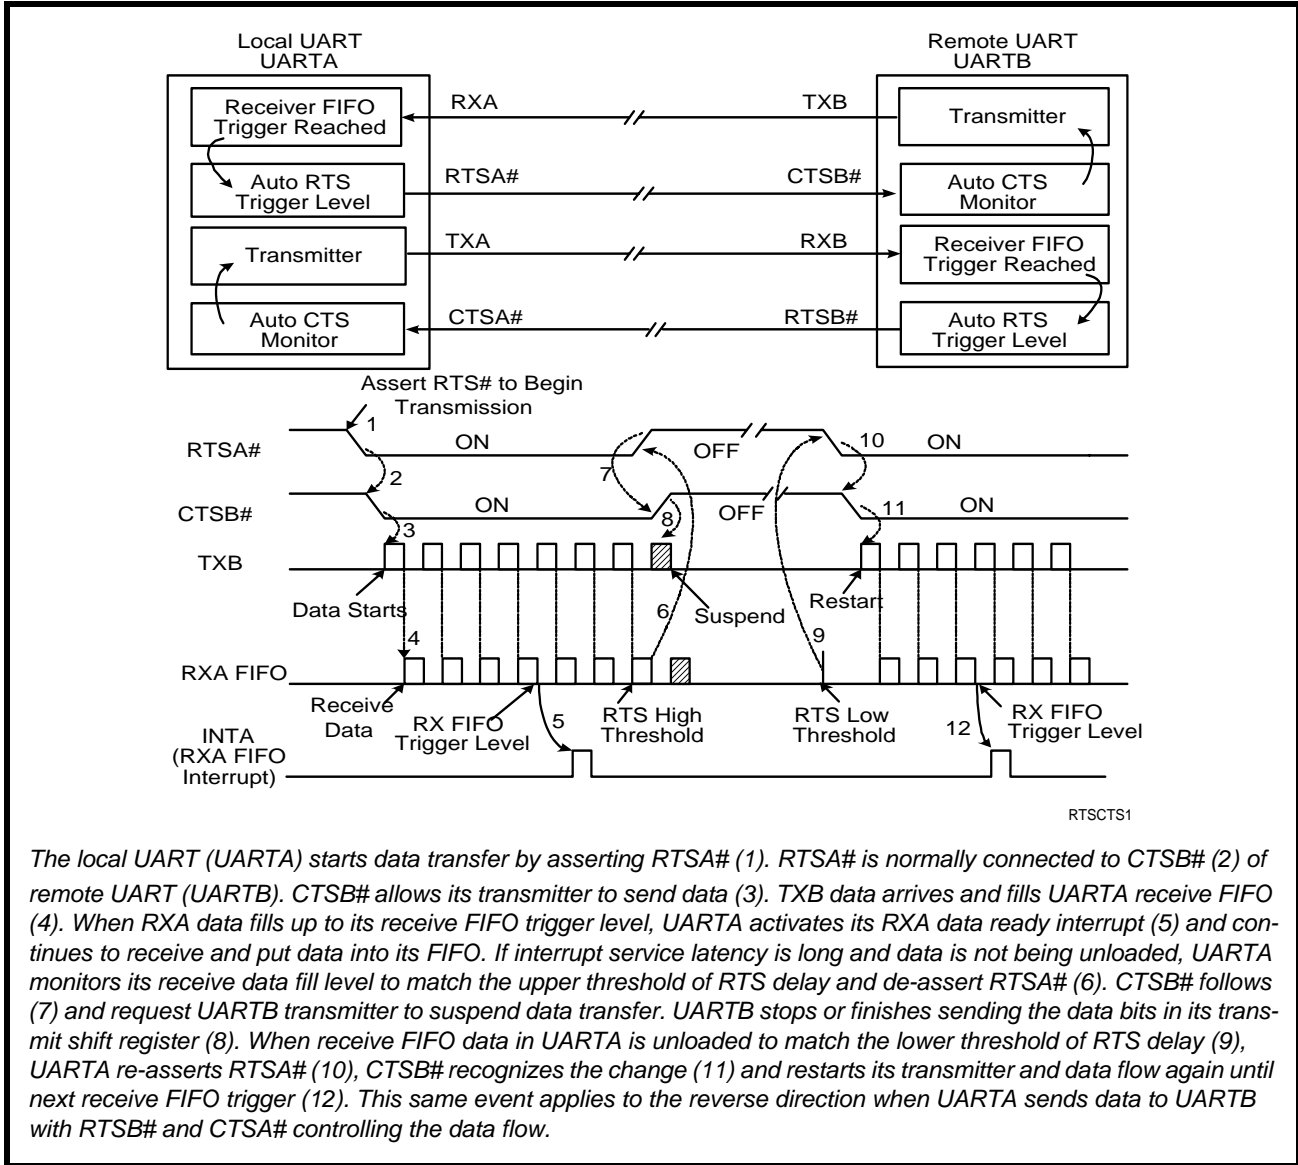 Local UART
UARTA
Remote UART
UARTB
Receiver FIFO
Trigger Reached
RXA
TXB
Transmitter
Auto RTS
Trigger Level
RTSA#
CTSB#
Auto CTS
Monitor
Transmitter
TXA
RXB
Receiver FIFO
Trigger Reached
Auto CTS
Monitor
CTSA#
RTSB#
Auto RTS
Trigger Level
Assert RTS# to Begin
Transmission
RTSA#
1
ON
OFF
10
ON
2
7
CTSB#
ON
8
OFF
11
ON
3
TXB
Data Starts
6
Suspend
Restart
4
9
RXA FIFO
Receive
Data
RX FIFO
Trigger Level
5
RTS High
Threshold
RTS Low
Threshold
12
RX FIFO
Trigger Level
INTA
(RXA FIFO
Interrupt)
RTSCTS1
The local UART (UARTA) starts data transfer by asserting RTSA# (1). RTSA# is normally connected to CTSB# (2) of
remote UART (UARTB). CTSB# allows its transmitter to send data (3). TXB data arrives and fills UARTA receive FIFO
(4). When RXA data fills up to its receive FIFO trigger level, UARTA activates its RXA data ready interrupt (5) and con-
tinues to receive and put data into its FIFO. If interrupt service latency is long and data is not being unloaded, UARTA
monitors its receive data fill level to match the upper threshold of RTS delay and de-assert RTSA# (6). CTSB# follows
(7) and request UARTB transmitter to suspend data transfer. UARTB stops or finishes sending the data bits in its trans-
mit shift register (8). When receive FIFO data in UARTA is unloaded to match the lower threshold of RTS delay (9),
UARTA re-asserts RTSA# (10), CTSB# recognizes the change (11) and restarts its transmitter and data flow again until
next receive FIFO trigger (12). This same event applies to the reverse direction when UARTA sends data to UARTB
with RTSB# and CTSA# controlling the data flow.